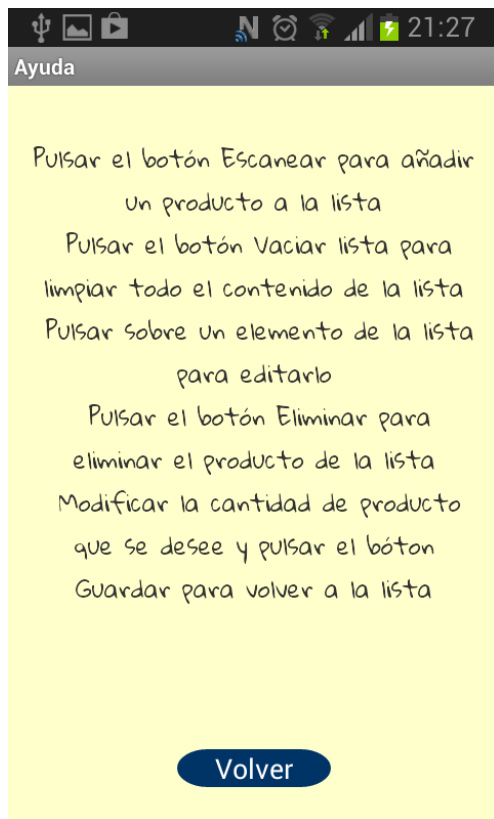 21:27
Ayuda
Pulsar el botón Escanear para añadir
un producto a la lista
Pulsar el botón Vaciar lista para
limpiar todo el contenido de la lista
Pulsar sobre un elemento de la lista
para editarlo
Pulsar el botón Eliminar para
eliminar el producto de la lista
Modificar la cantidad de producto
que se desee y pulsar el bóton
Guardar para volver a la lista
Volver